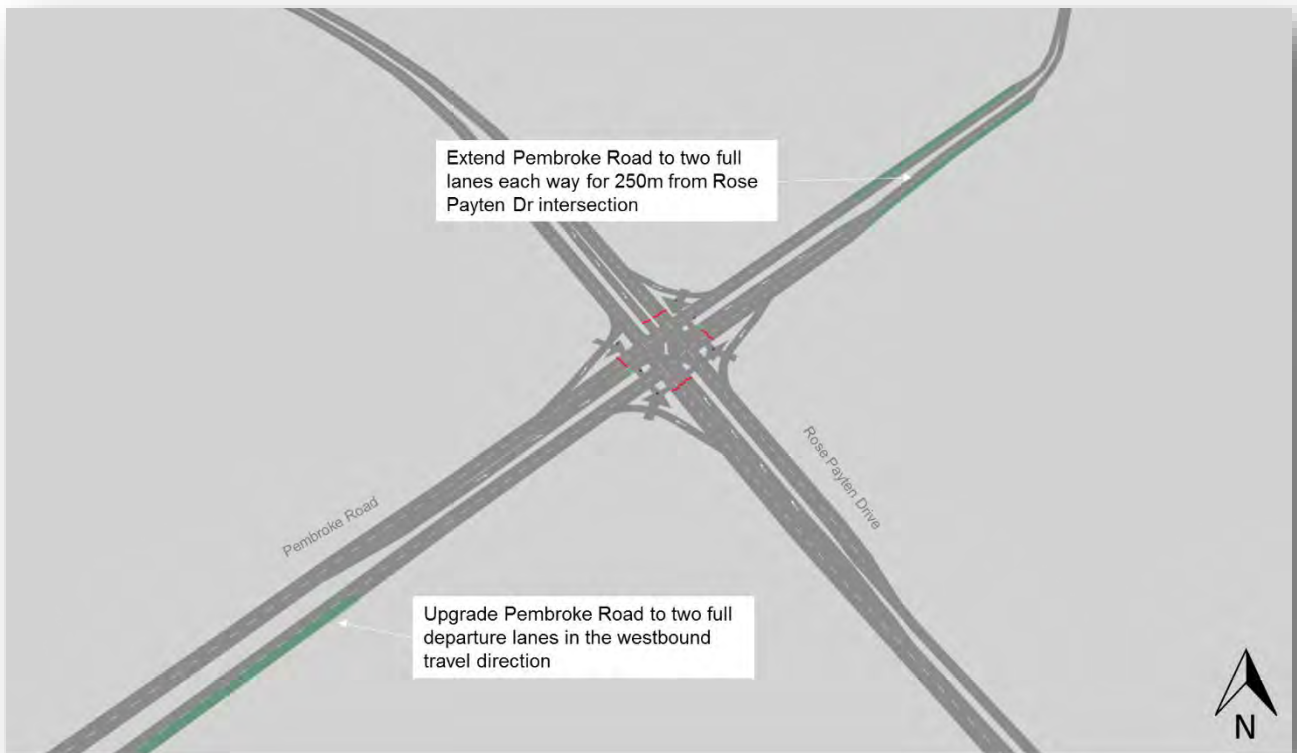 Extend Pembroke Road to two full
lanes each way for 250m from Rose
Payten Dr intersection
Rose Payten Drive
Pembroke Road
Upgrade Pembroke Road to two full
departure lanes in the westbound
travel direction
N